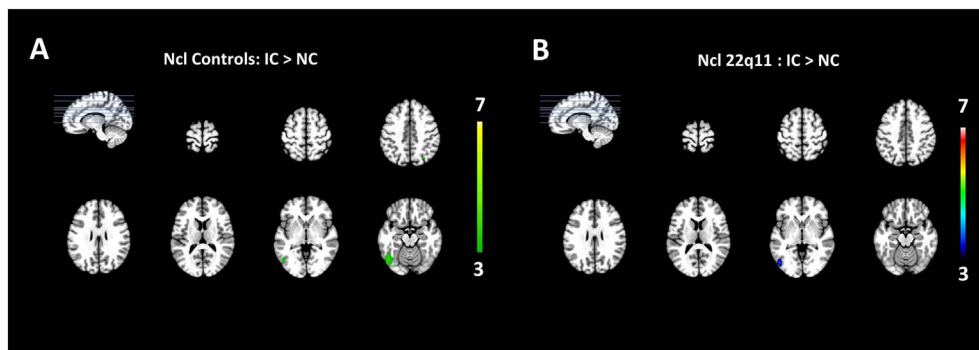 A
Ncl Controls: IC > NC
7
3
B
Ncl 22q11 : IC > NC
7
3